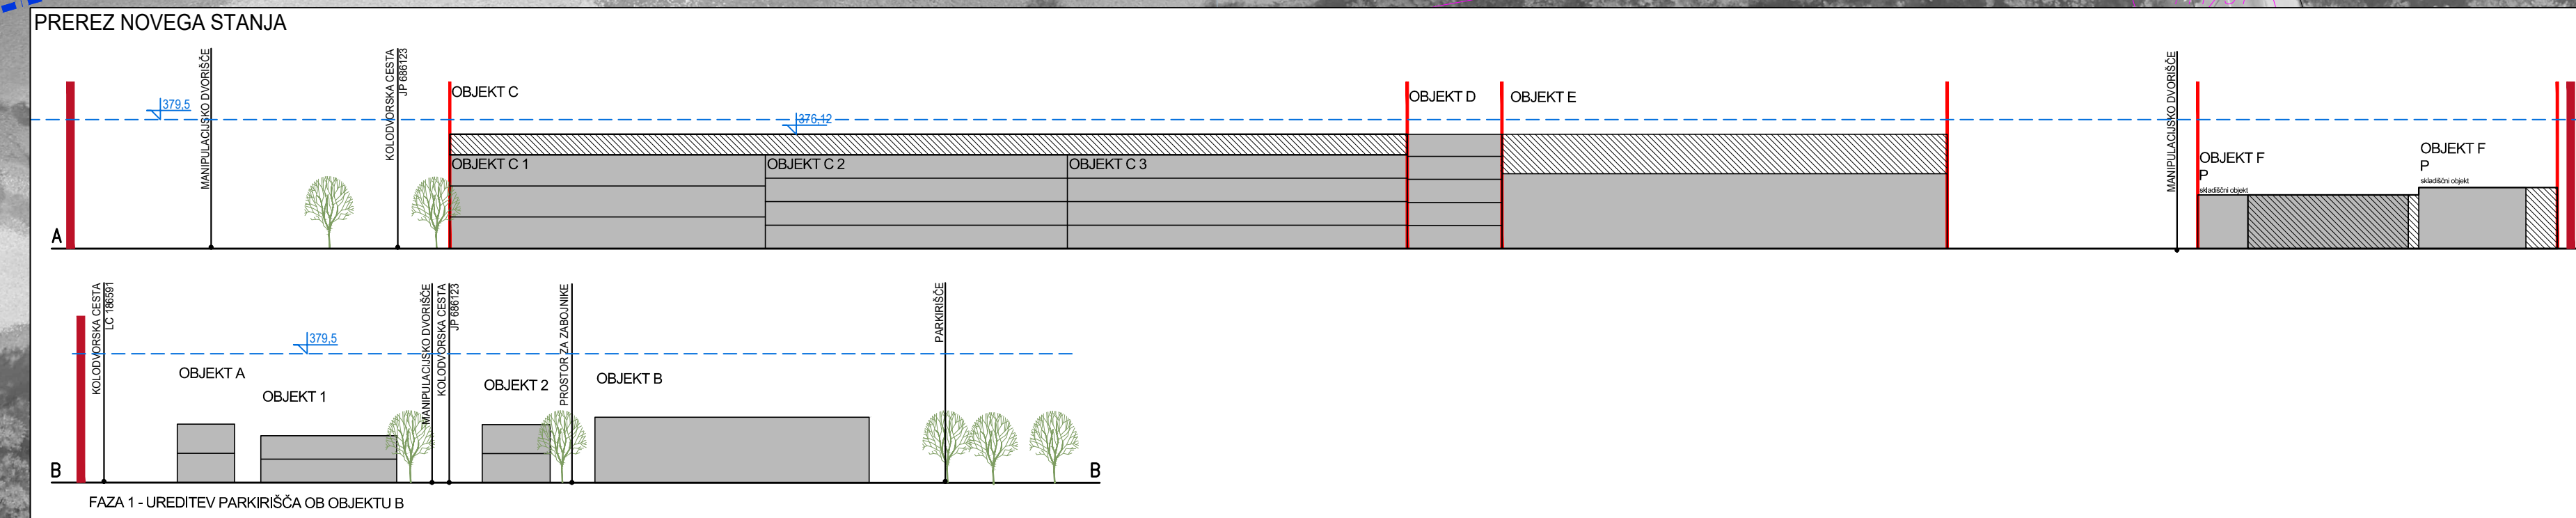 PREREZ NOVEGA STANJA
MANIPULACIJSKO DVORIŠČE
KOLODVORSKA CESTA
JP 686123
MANIPULACIJSKO DVORIŠČE
379,5
OBJEKT C
376,12
OBJEKT D
OBJEKT E
OBJEKT C 1
OBJEKT C 2
OBJEKT C 3
OBJEKT F
P
skladiščni objekt
OBJEKT F
P
skladiščni objekt
A
KOLODVORSKA CESTA
LC 186591
MANIPULACIJSKO DVORIŠČE
KOLODVORSKA CESTA
JP 686123
PROSTOR ZA ZABOJNIKE
PARKIRIŠČE
379,5
OBJEKT A
OBJEKT 1
OBJEKT 2
OBJEKT B
B
B
FAZA 1 - UREDITEV PARKIRIŠČA OB OBJEKTU B